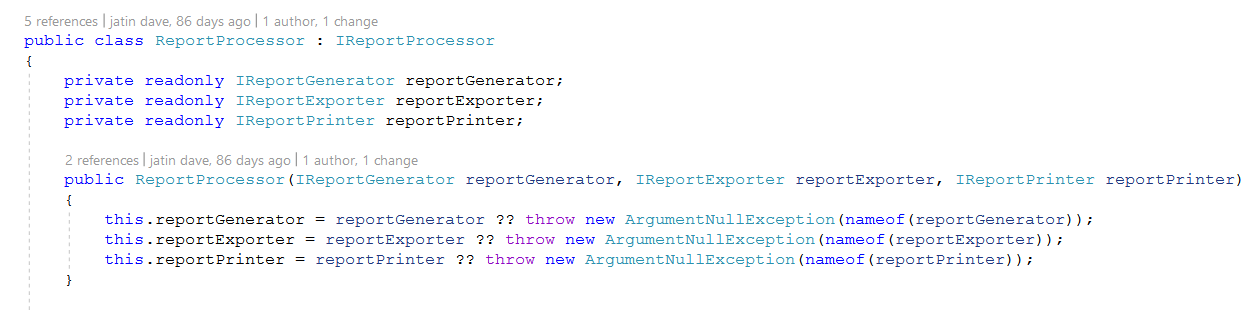 5 references | jatin dave, 86 days ago | 1 author, 1 change
public class ReportProcessor : IReportProcessor
{
    private readonly IReportGenerator reportGenerator;
    private readonly IReportExporter reportExporter;
    private readonly IReportPrinter reportPrinter;
    2 references | jatin dave, 86 days ago | 1 author, 1 change
    public ReportProcessor(IReportGenerator reportGenerator, IReportExporter reportExporter, IReportPrinter reportPrinter)
    {
        this.reportGenerator = reportGenerator ?? throw new ArgumentNullException(nameof(reportGenerator));
        this.reportExporter = reportExporter ?? throw new ArgumentNullException(nameof(reportExporter));
        this.reportPrinter = reportPrinter ?? throw new ArgumentNullException(nameof(reportPrinter));
    }